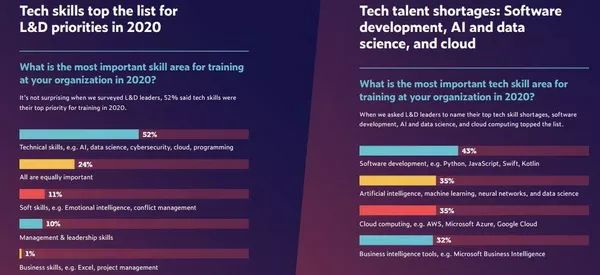 Tech skills top the list for
L&D priorities in 2020
What is the most important skill area for training
at your organization in 2020?
It's not surprising when we surveyed L&D leaders, 52% said tech skills were
their top priority for training in 2020.
52%
Technical skills, e.g. AI, data science, cybersecurity, cloud, programming
24%
All are equally important
11%
Soft skills, e.g. Emotional intelligence, conflict management
10%
Management & leadership skills
1%
Business skills, e.g. Excel, project management
Tech talent shortages: Software
development, AI and data
science, and cloud
What is the most important tech skill area for
training at your organization in 2020?
When we asked L&D leaders to name their top tech skill shortages, software
development, AI and data science, and cloud computing topped the list.
43%
Software development, e.g. Python, JavaScript, Swift, Kotlin
35%
Artificial intelligence, machine learning, neural networks, and data science
35%
Cloud computing, e.g. AWS, Microsoft Azure, Google Cloud
32%
Business intelligence tools, e.g. Microsoft Business Intelligence